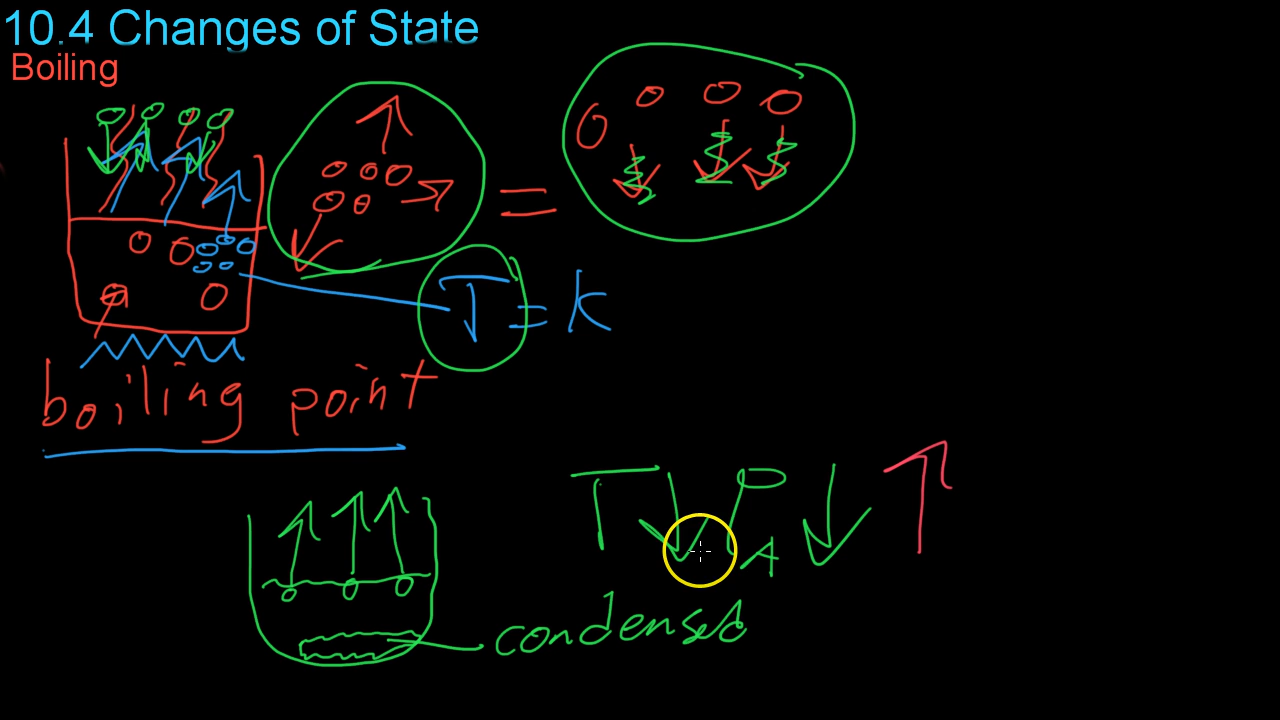 10.4 Changes of State
Boiling
=
T = K
boiling point
T ↓ P A ↓ ↑
condensed